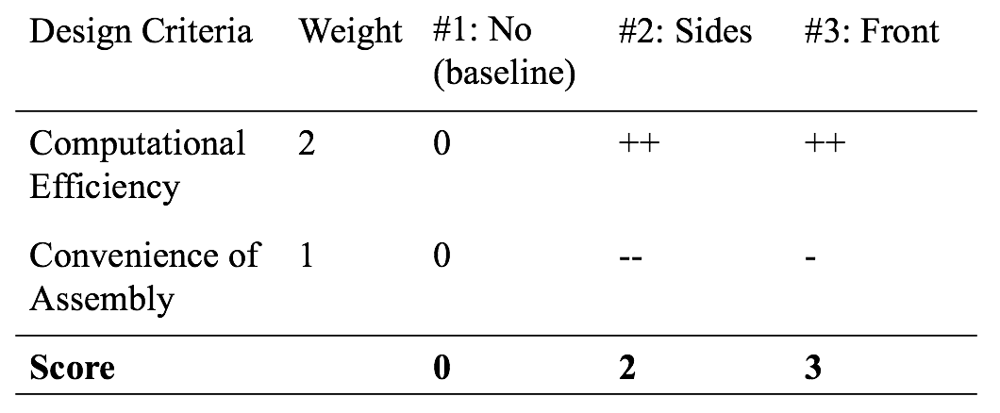 Design Criteria Weight #1: No #2: Sides #3: Front
(baseline)
Computational 2 0 ++ ++
Efficiency
Convenience of 1 0 -- -
Assembly
Score 0 2 3